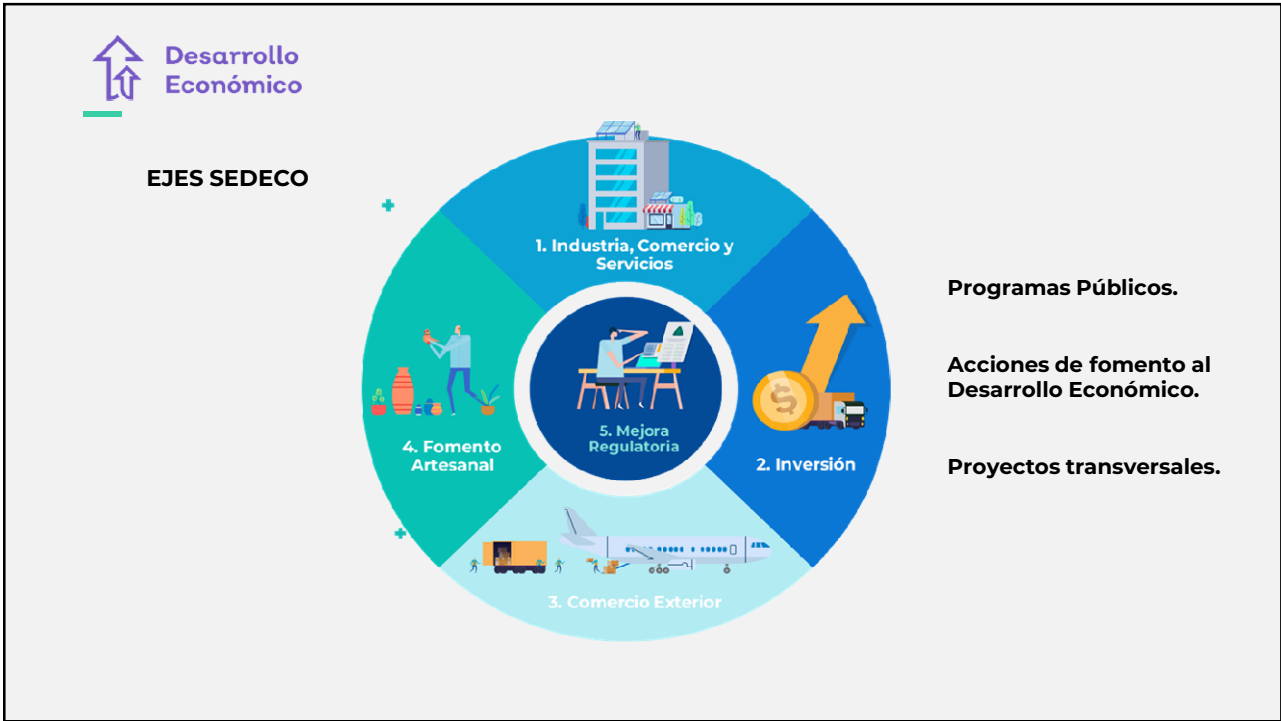 Desarrollo
Económico
EJES SEDECO
1. Industria, Comercio y
Servicios
2. Inversión
3. Comercio Exterior
4. Fomento
Artesanal
5. Mejora
Regulatoria
Programas Públicos.
Acciones de fomento al
Desarrollo Económico.
Proyectos transversales.